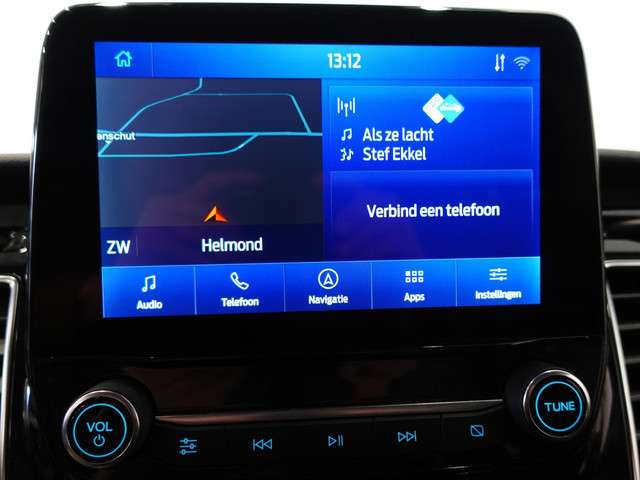 13:12
enschut
Als ze lacht
Stef Ekkel
Verbind een telefoon
ZW
Helmond
Audio
Telefoon
Navigatie
Apps
Instellingen
VOL
TUNE